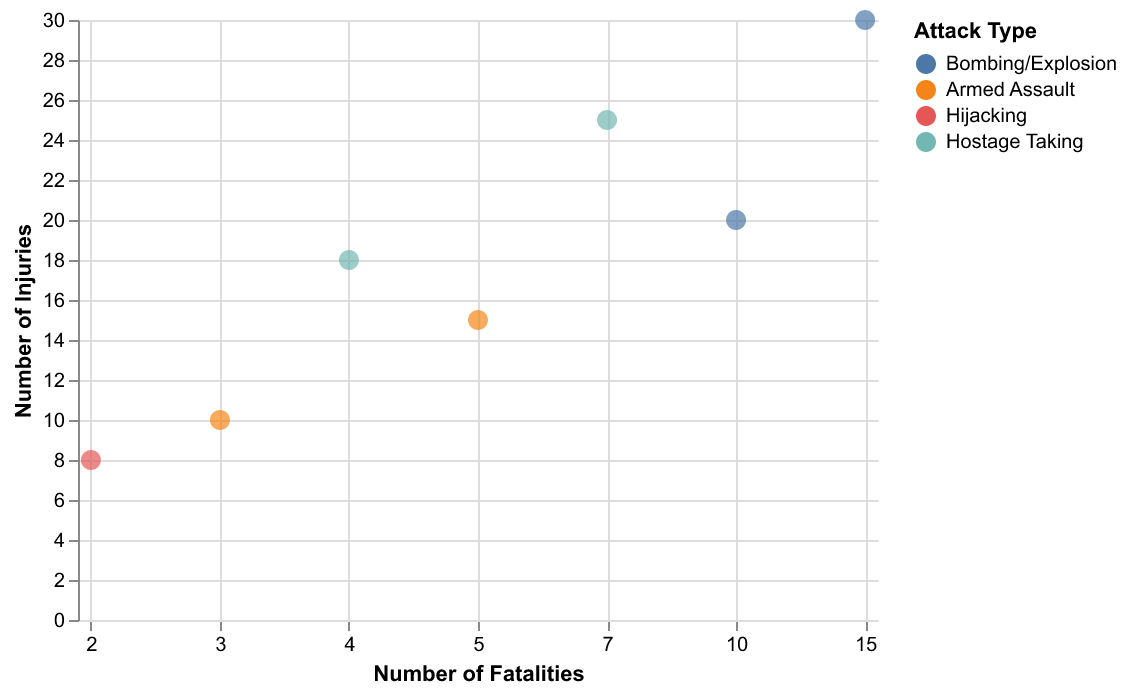 30
28
26
24
22
20
18
16
14
12
10
8
6
4
2
0
Number of Injuries
2 3 4 5 7 10 15
Number of Fatalities
Attack Type
Bombing/Explosion
Armed Assault
Hijacking
Hostage Taking